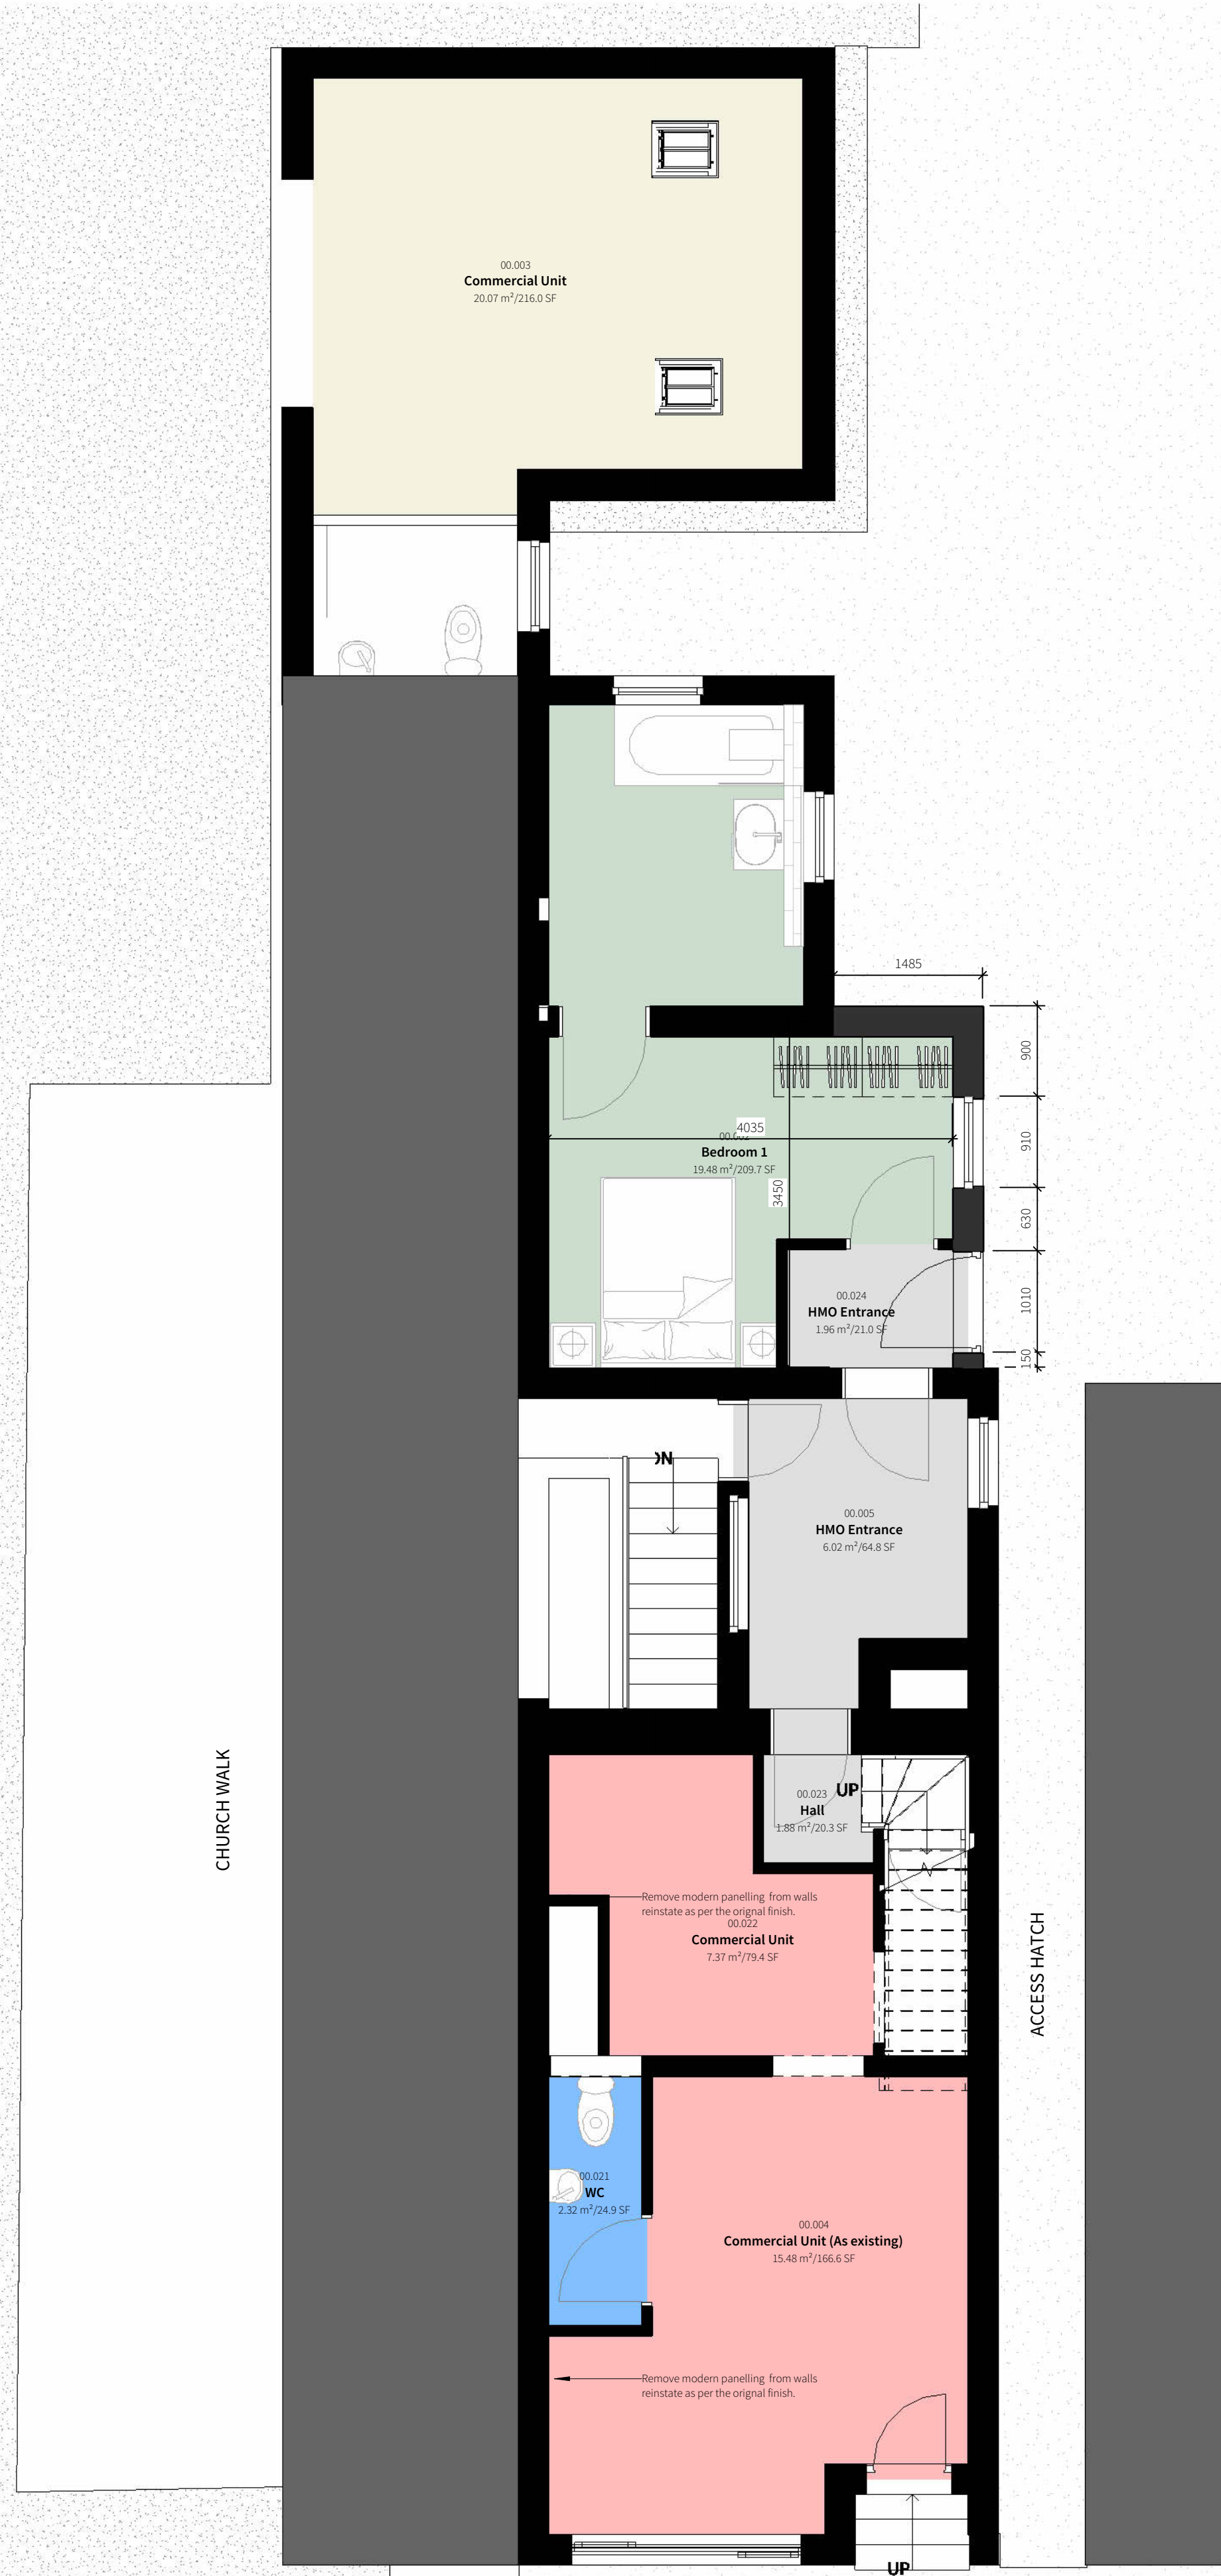 00.003
Commercial Unit
20.07 m²/216.0 SF
1485
900
910
630
1010
150
4035
Bedroom 1
19.48 m²/209.7 SF
3450
00.024
HMO Entrance
1.96 m²/21.0 SF
00.005
HMO Entrance
6.02 m²/64.8 SF
CHURCH WALK
UP
00.023
Hall
1.88 m²/20.3 SF
Remove modern panelling from walls
reinstate as per the orignal finish.
00.022
Commercial Unit
7.37 m²/79.4 SF
ACCESS HATCH
00.021
WC
2.32 m²/24.9 SF
00.004
Commercial Unit (As existing)
15.48 m²/166.6 SF
Remove modern panelling from walls
reinstate as per the orignal finish.
UP